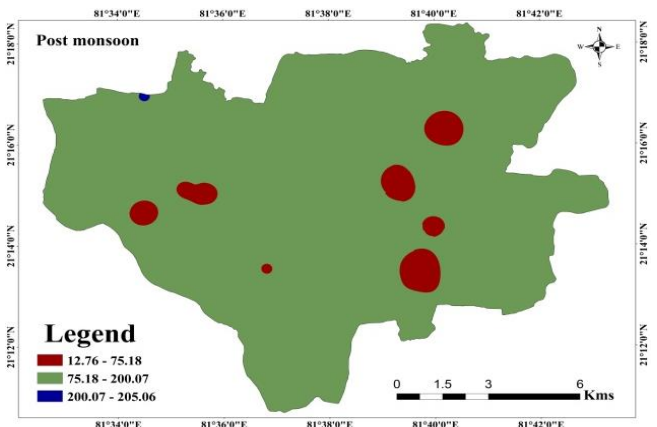 81°34'0"E 81°36'0"E 81°38'0"E 81°40'0"E 81°42'0"E
Post monsoon
N
W E
S
21°18'0"N 21°18'0"N
21°16'0"N 21°16'0"N
21°14'0"N 21°14'0"N
21°12'0"N 21°12'0"N
Legend
12.76 - 75.18
75.18 - 200.07
200.07 - 205.06
0 1.5 3 6
Kms
81°34'0"E 81°36'0"E 81°38'0"E 81°40'0"E 81°42'0"E